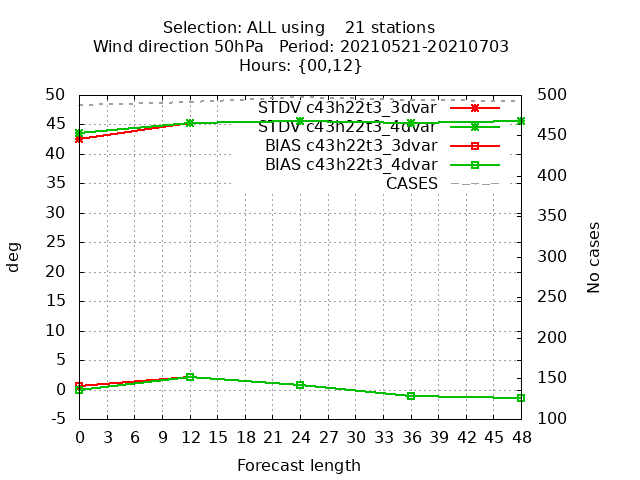 Selection: ALL using    21 stations
Wind direction 50hPa   Period: 20210521-20210703
Hours: {00,12}
50
45
40
35
30
25
20
15
10
5
0
-5
deg
STDV c43h22t3_3dvar
STDV c43h22t3_4dvar
BIAS c43h22t3_3dvar
BIAS c43h22t3_4dvar
CASES
500
450
400
350
300
250
200
150
100
No cases
0 3 6 9 12 15 18 21 24 27 30 33 36 39 42 45 48
Forecast length